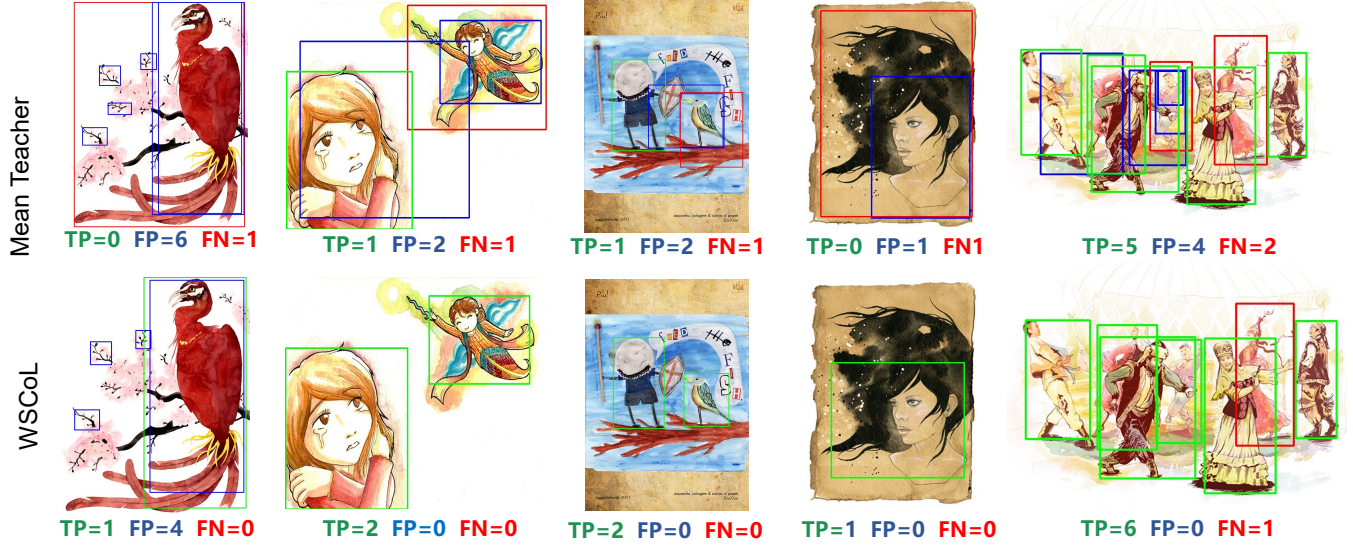 Mean Teacher
TP=0 FP=6 FN=1
TP=1 FP=2 FN=1
TP=1 FP=2 FN=1
TP=0 FP=1 FN1
TP=5 FP=4 FN=2
WSCoL
TP=1 FP=4 FN=0
TP=2 FP=0 FN=0
TP=2 FP=0 FN=0
TP=1 FP=0 FN=0
TP=6 FP=0 FN=1